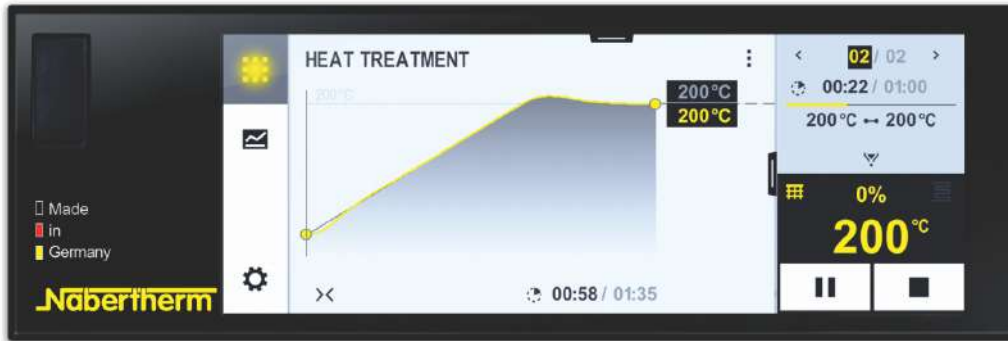 HEAT TREATMENT
200°C
200°C
200°C
00:58 / 01:35
< 02 / 02 >
00:22 / 01:00
200°C ↔ 200°C
0%
200 °C
Made
in
Germany
Nabertherm